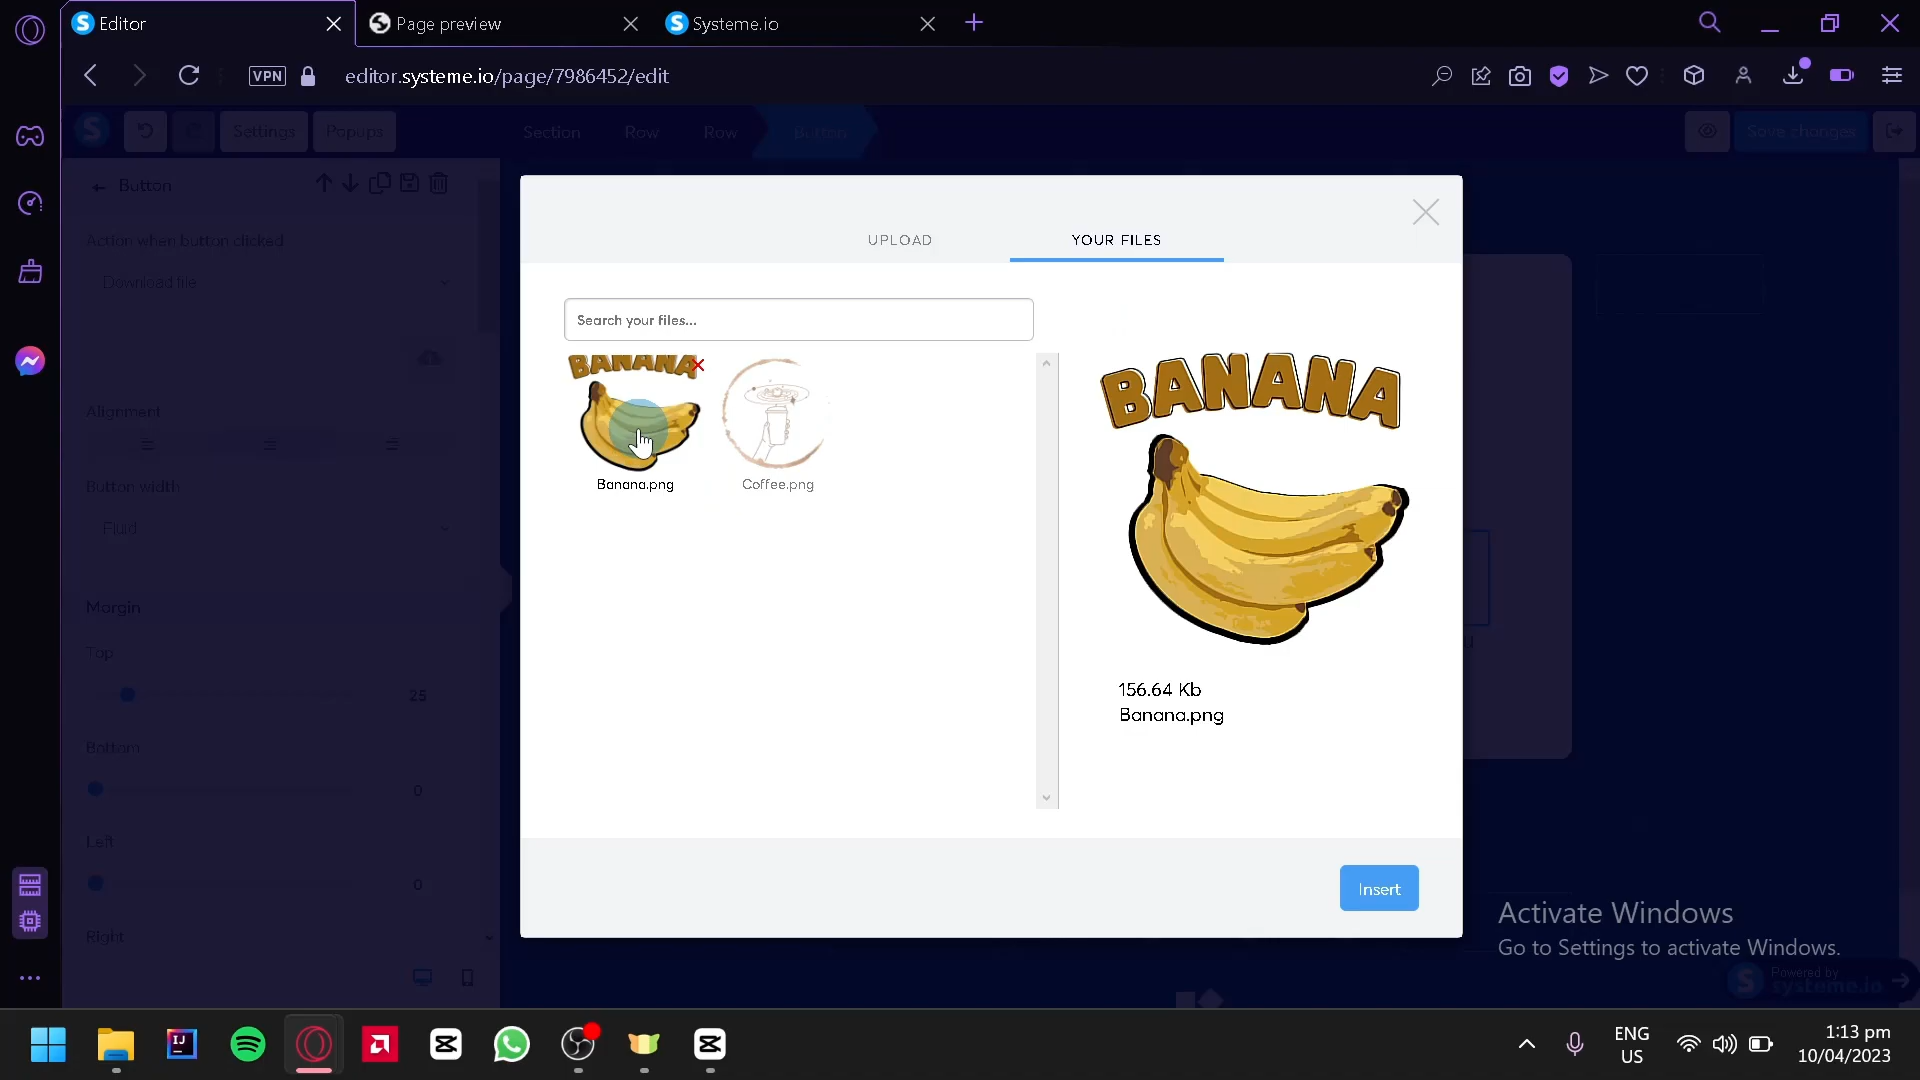 Editor
Page preview
Systeme.io
VPN
editor.systeme.io/page/7986452/edit
Settings
Popups
Section
Row
Row
Button
Save changes
Button
Action when button clicked
Download file
Alignment
Button width
Fluid
Margin
Top
25
Bottom
0
Left
0
Right
UPLOAD
YOUR FILES
Search your files...
BANANA
Banana.png
Coffee.png
BANANA
156.64 Kb
Banana.png
Insert
Activate Windows
Go to Settings to activate Windows.
Powered by
systeme.io
ENG
US
1:13 pm
10/04/2023